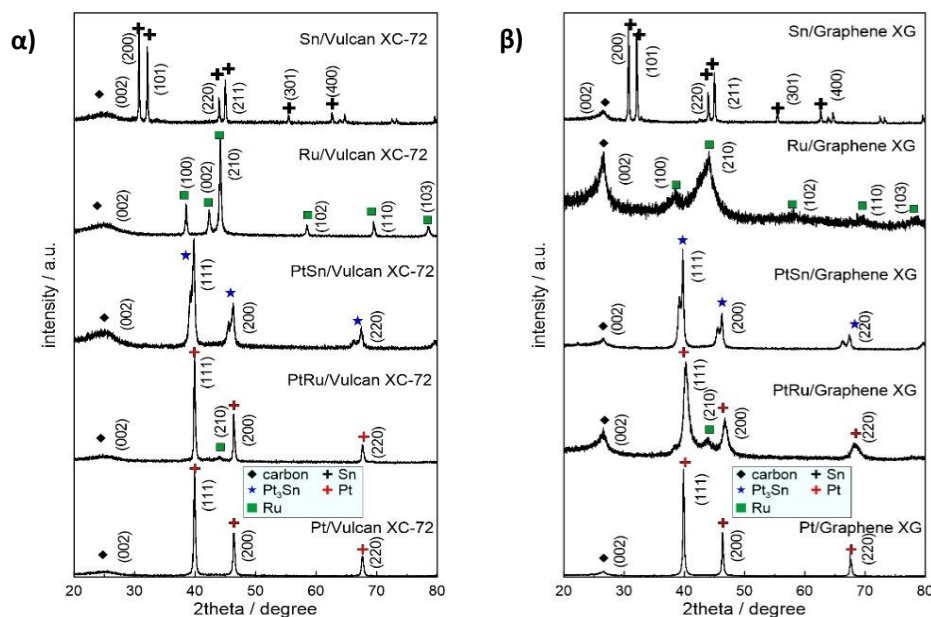 α)
Sn/Vulcan XC-72
(002)
(200)
(101)
(220)
(211)
(301)
(400)
Ru/Vulcan XC-72
(002)
(100)
(002)
(210)
(102)
(110)
(103)
PtSn/Vulcan XC-72
(002)
(111)
(200)
(220)
PtRu/Vulcan XC-72
(002)
(111)
(210)
(200)
(220)
carbon
Sn
Pt₃Sn
Pt
Ru
Pt/Vulcan XC-72
(002)
(111)
(200)
(220)
intensity / a.u.
20 30 40 50 60 70 80
2theta / degree
β)
Sn/Graphene XG
(002)
(200)
(101)
(220)
(211)
(301)
(400)
Ru/Graphene XG
(002)
(100)
(210)
(102)
(110)
(103)
PtSn/Graphene XG
(002)
(111)
(200)
(220)
PtRu/Graphene XG
(002)
(111)
(210)
(200)
(220)
carbon
Sn
Pt₃Sn
Pt
Ru
Pt/Graphene XG
(002)
(111)
(200)
(220)
intensity / a.u.
20 30 40 50 60 70 80
2theta / degree